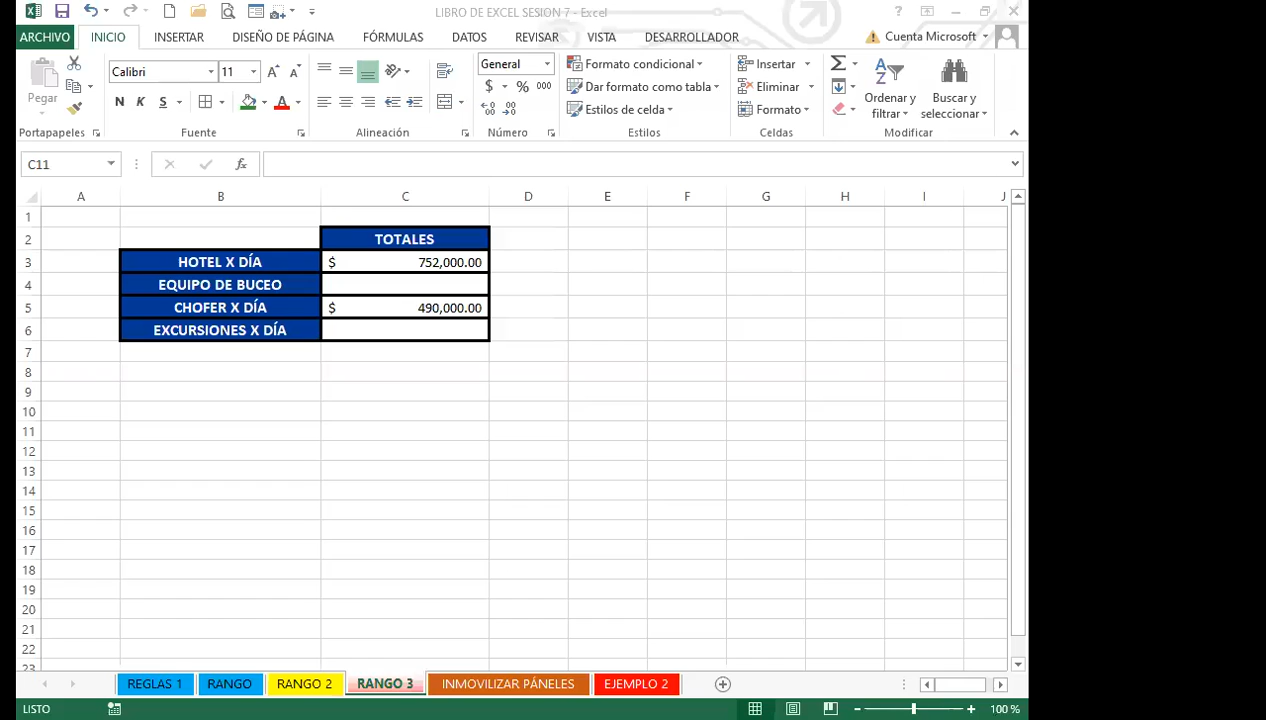 LIBRO DE EXCEL SESION 7 - Excel
?
ARCHIVO INICIO INSERTAR DISEÑO DE PÁGINA FÓRMULAS DATOS REVISAR VISTA DESARROLLADOR Cuenta Microsoft
Pegar
Calibri 11 A A
General
$ % 000
N K S A
Formato condicional
Dar formato como tabla
Estilos de celda
Insertar
Eliminar
Formato
Ordenar y
filtrar
Buscar y
seleccionar
Portapapeles Fuente Alineación Número Estilos Celdas Modificar
C11 fx
A B C D E F G H I J
1
2 TOTALES
3 HOTEL X DÍA $ 752,000.00
4 EQUIPO DE BUCEO
5 CHOFER X DÍA $ 490,000.00
6 EXCURSIONES X DÍA
7
8
9
10
11
12
13
14
15
16
17
18
19
20
21
22
23
REGLAS 1 RANGO RANGO 2 RANGO 3 INMOVILIZAR PÁNELES EJEMPLO 2
LISTO 100 %